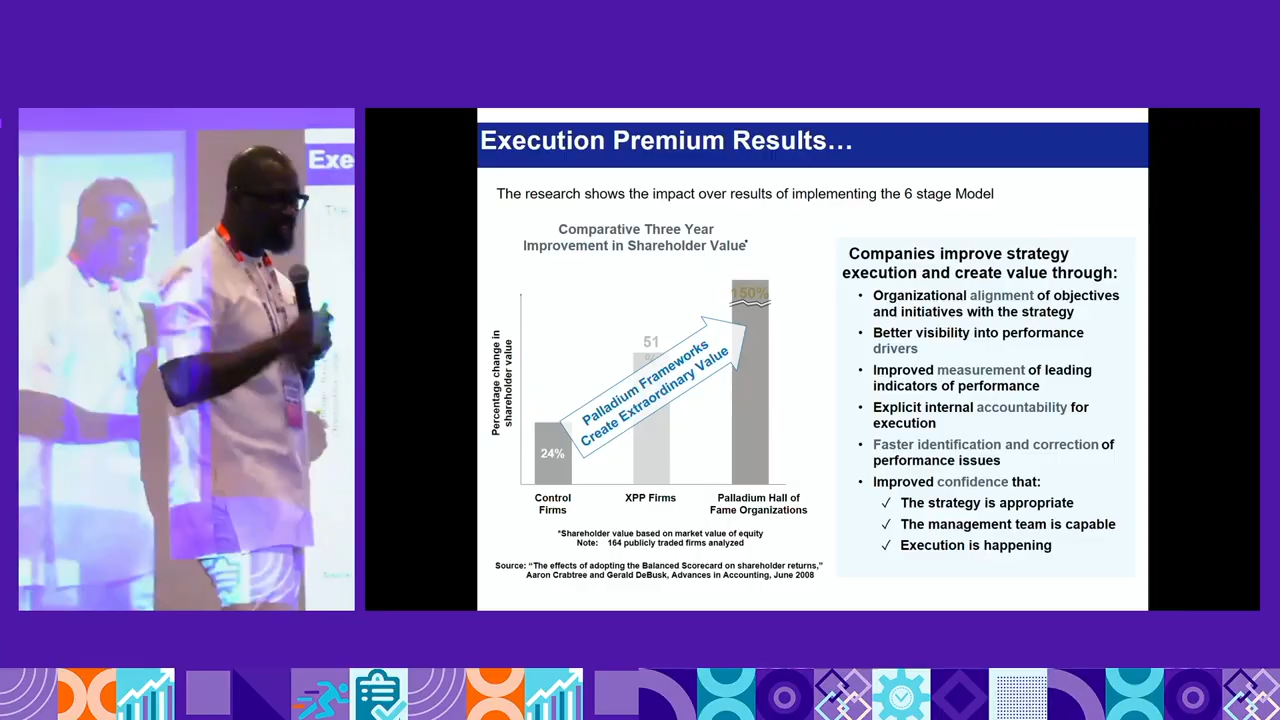 Exe
Execution Premium Results…
The research shows the impact over results of implementing the 6 stage Model
Comparative Three Year
Improvement in Shareholder Value*
Percentage change in
shareholder value
24%
51
%
150%
Palladium Frameworks
Create Extraordinary Value
Control
Firms
XPP Firms
Palladium Hall of
Fame Organizations
*Shareholder value based on market value of equity
Note: 164 publicly traded firms analyzed
Source: “The effects of adopting the Balanced Scorecard on shareholder returns,”
Aaron Crabtree and Gerald DeBusk, Advances in Accounting, June 2008
Companies improve strategy
execution and create value through:
• Organizational alignment of objectives
and initiatives with the strategy
• Better visibility into performance
drivers
• Improved measurement of leading
indicators of performance
• Explicit internal accountability for
execution
• Faster identification and correction of
performance issues
• Improved confidence that:
✓ The strategy is appropriate
✓ The management team is capable
✓ Execution is happening